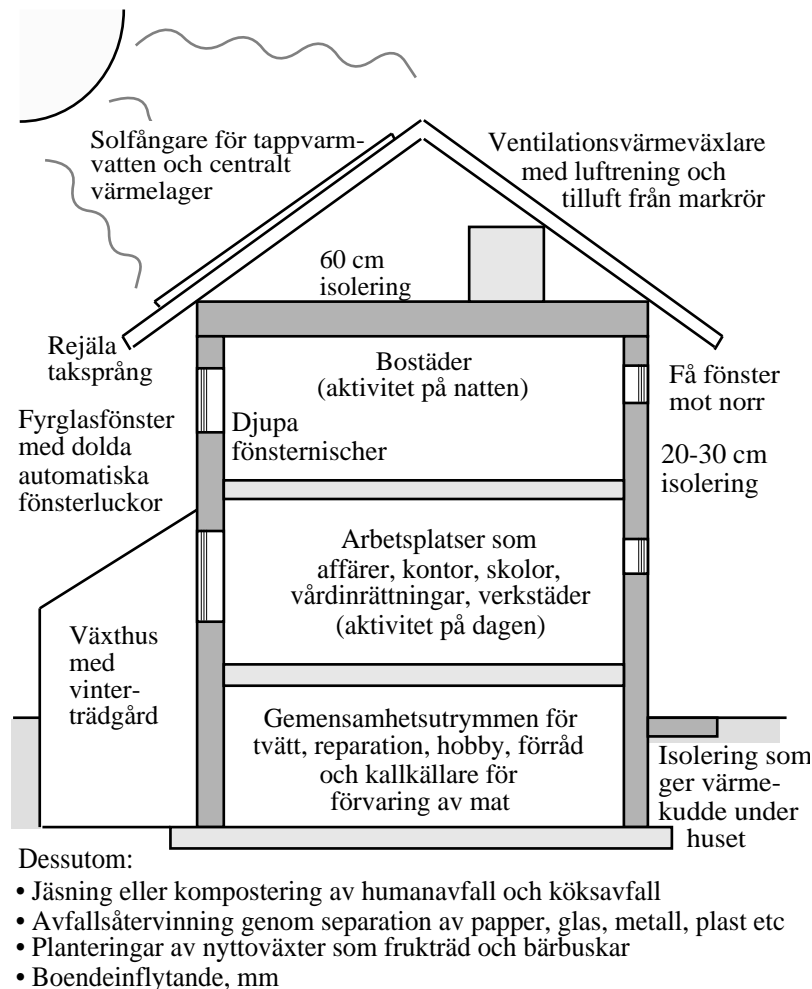 Solfångare för tappvarm-
vatten och centralt
värmelager
Ventilationsvärmeväxlare
med luftrening och
tilluft från markrör
60 cm
isolering
Rejäla
taksprång
Bostäder
(aktivitet på natten)
Få fönster
mot norr
Fyrglasfönster
med dolda
automatiska
fönsterluckor
Djupa
fönsternischer
20-30 cm
isolering
Arbetsplatser som
affärer, kontor, skolor,
vårdinrättningar, verkstäder
(aktivitet på dagen)
Växthus
med
vinter-
trädgård
Gemensamhetsutrymmen för
tvätt, reparation, hobby, förråd
och kallkällare för
förvaring av mat
Isolering som
ger värme-
kudde under
huset
Dessutom:
• Jäsning eller kompostering av humanavfall och köksavfall
• Avfallsåtervinning genom separation av papper, glas, metall, plast etc
• Planteringar av nyttoväxter som frukträd och bärbuskar
• Boendeinflytande, mm